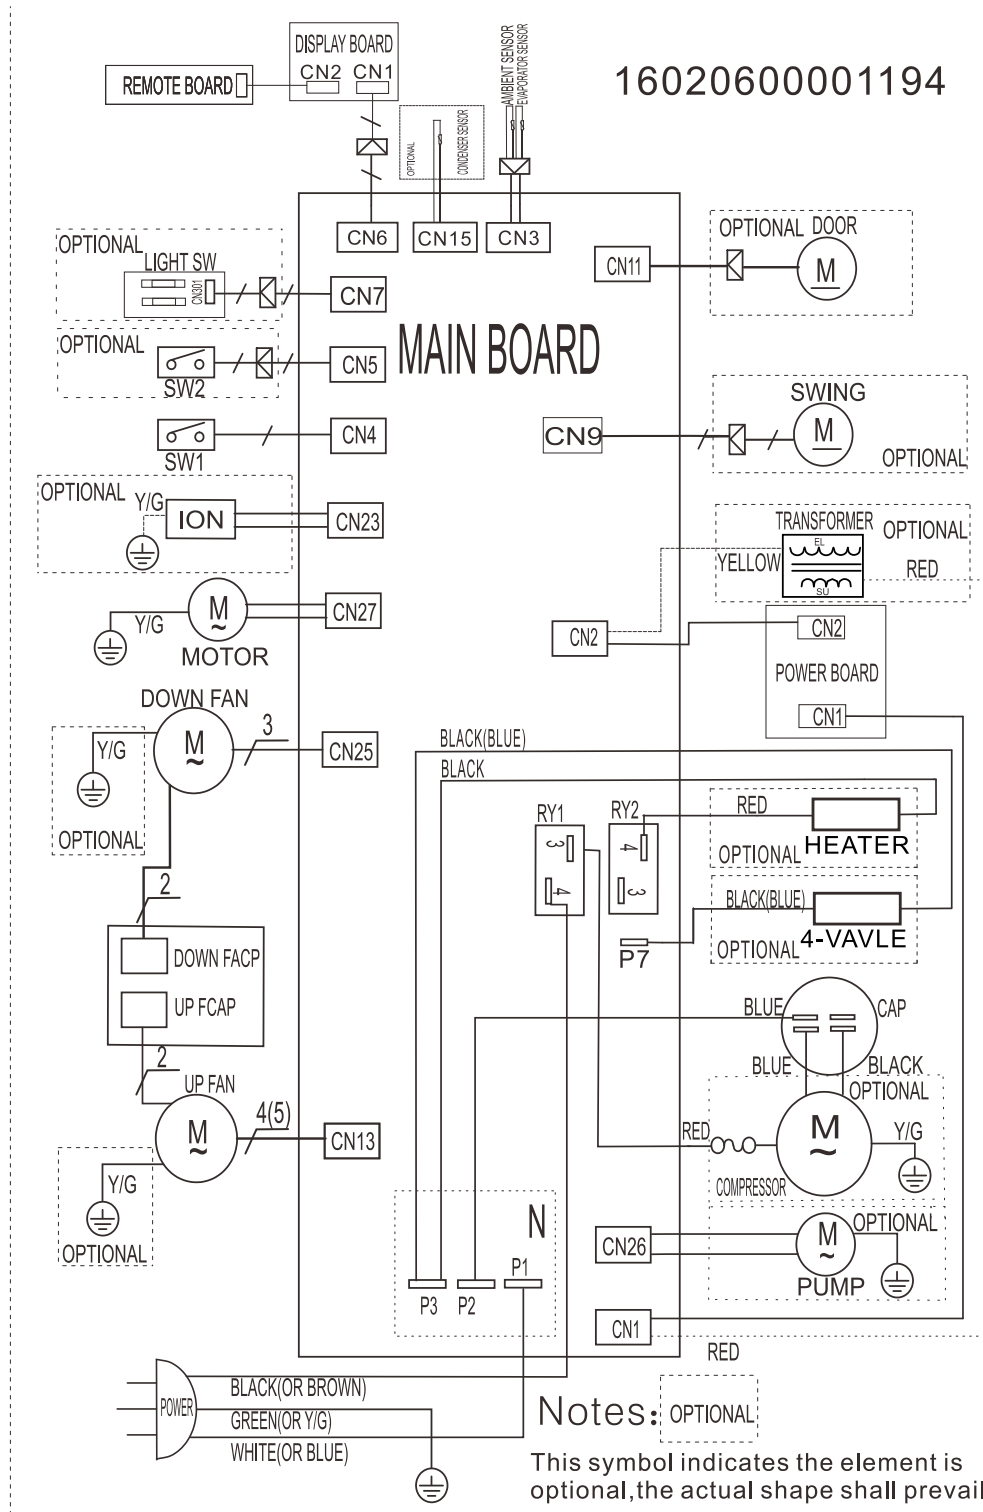 16020600001194
DISPLAY BOARD
CN2 CN1
REMOTE BOARD
OPTIONAL
CONDENSER SENSOR
AMBIENT SENSOR
EVAPORATOR SENSOR
CN6
CN15
CN3
OPTIONAL
LIGHT SW
CN301
CN7
CN11
OPTIONAL DOOR
M
MAIN BOARD
OPTIONAL
SW2
CN5
SW1
CN4
CN9
SWING
M
OPTIONAL
OPTIONAL
Y/G
ION
CN23
TRANSFORMER
OPTIONAL
EL
SU
YELLOW
RED
Y/G
M
~
MOTOR
CN27
CN2
CN2
POWER BOARD
CN1
DOWN FAN
M
~
3
CN25
Y/G
OPTIONAL
BLACK(BLUE)
BLACK
RY1
3
4
RY2
4
3
RED
HEATER
OPTIONAL
BLACK(BLUE)
4-VAVLE
OPTIONAL
P7
2
DOWN FACP
UP FCAP
2
BLUE
CAP
BLUE
BLACK
OPTIONAL
UP FAN
M
~
4(5)
CN13
Y/G
OPTIONAL
RED
M
~
Y/G
COMPRESSOR
N
P1
P3 P2
CN26
M
~
OPTIONAL
PUMP
CN1
RED
POWER
BLACK(OR BROWN)
GREEN(OR Y/G)
WHITE(OR BLUE)
Notes: OPTIONAL
This symbol indicates the element is
optional,the actual shape shall prevail